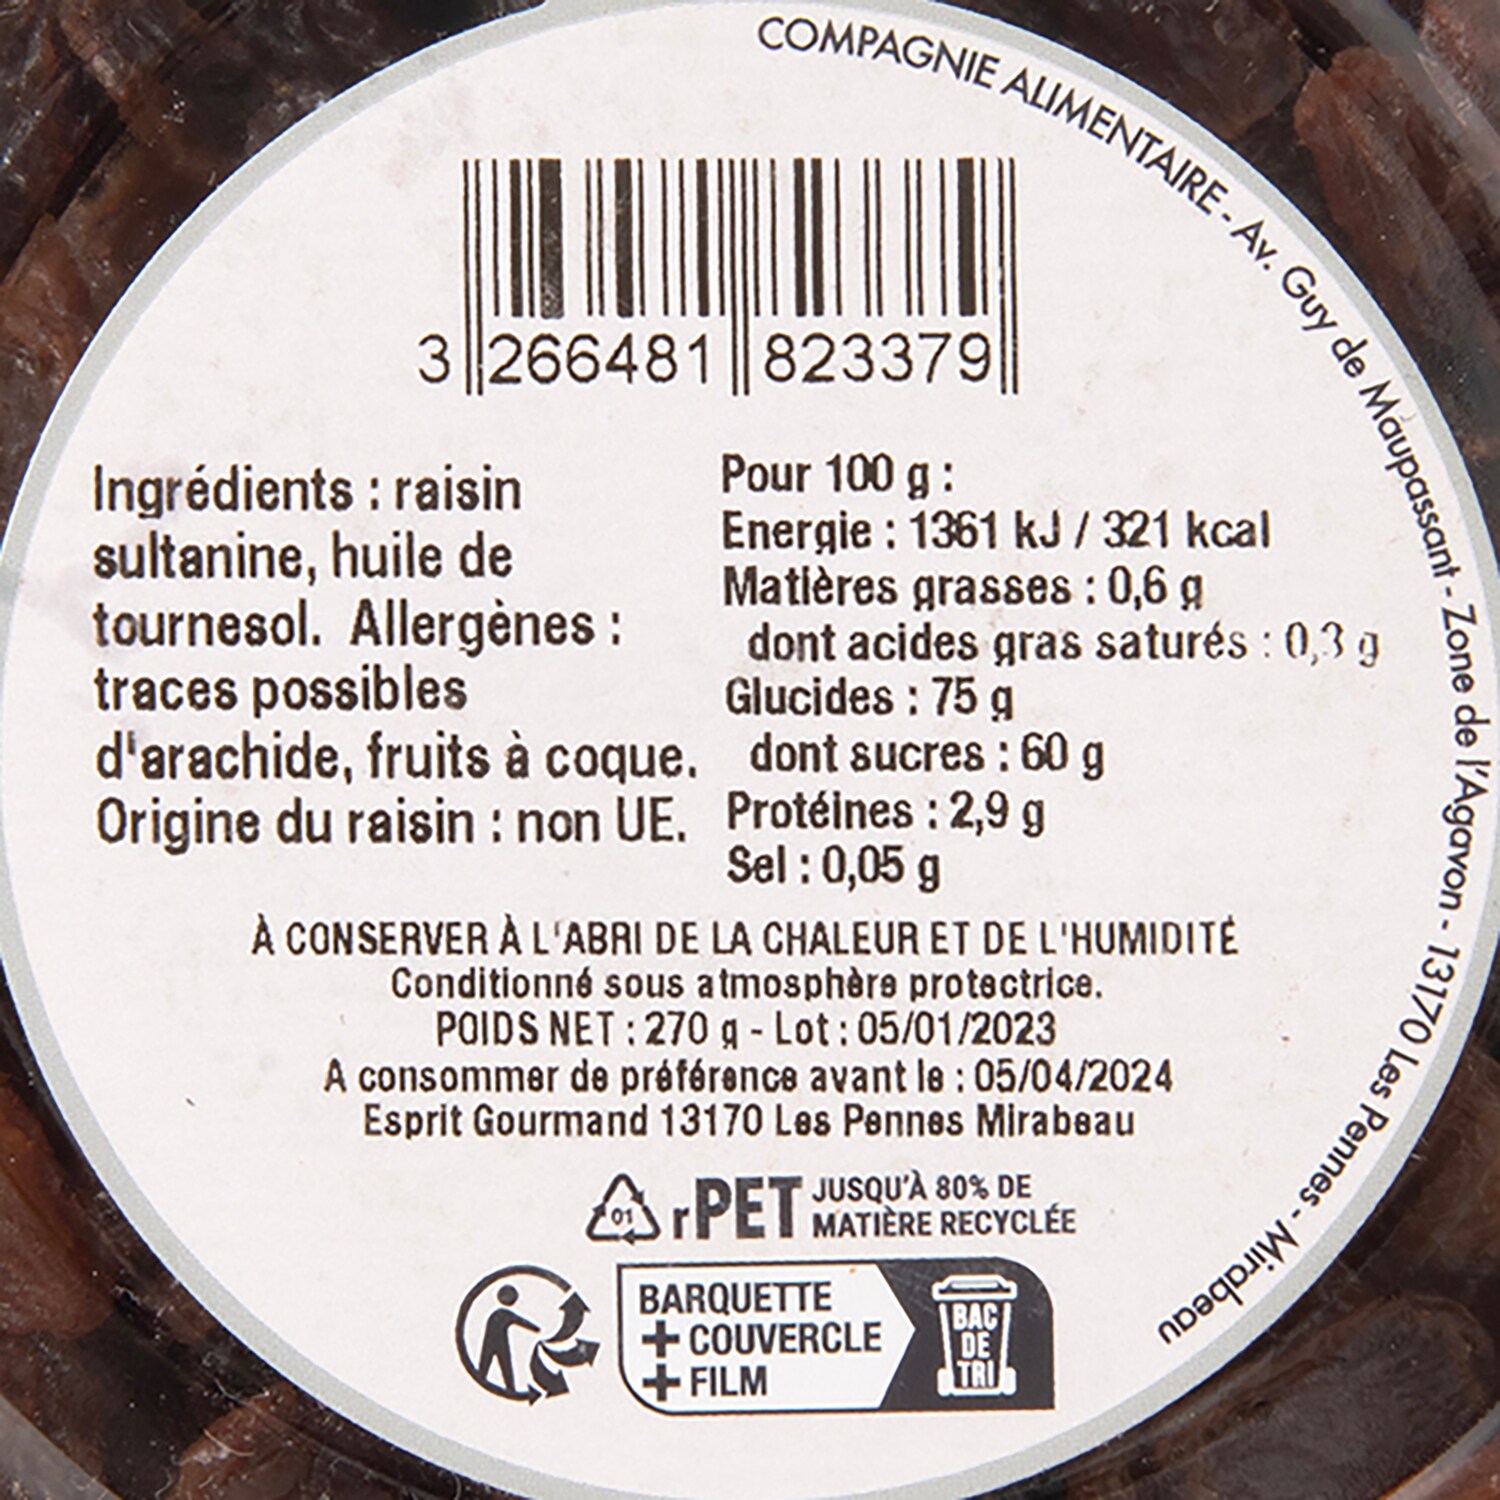 COMPAGNIE ALIMENTAIRE - Av. Guy de Maupassant - Zone de l'Agavon - 13170 Les Pennes - Mirabeau
3 266481 823379
Ingrédients : raisin
sultanine, huile de
tournesol. Allergènes :
traces possibles
d'arachide, fruits à coque.
Origine du raisin : non UE.
Pour 100 g :
Energie : 1361 kJ / 321 kcal
Matières grasses : 0,6 g
dont acides gras saturés : 0,3 g
Glucides : 75 g
dont sucres : 60 g
Protéines : 2,9 g
Sel : 0,05 g
À CONSERVER À L'ABRI DE LA CHALEUR ET DE L'HUMIDITÉ
Conditionné sous atmosphère protectrice.
POIDS NET : 270 g - Lot : 05/01/2023
A consommer de préférence avant le : 05/04/2024
Esprit Gourmand 13170 Les Pennes Mirabeau
01 rPET JUSQU'À 80% DE
MATIÈRE RECYCLÉE
BARQUETTE
+ COUVERCLE
+ FILM
BAC
DE
TRI